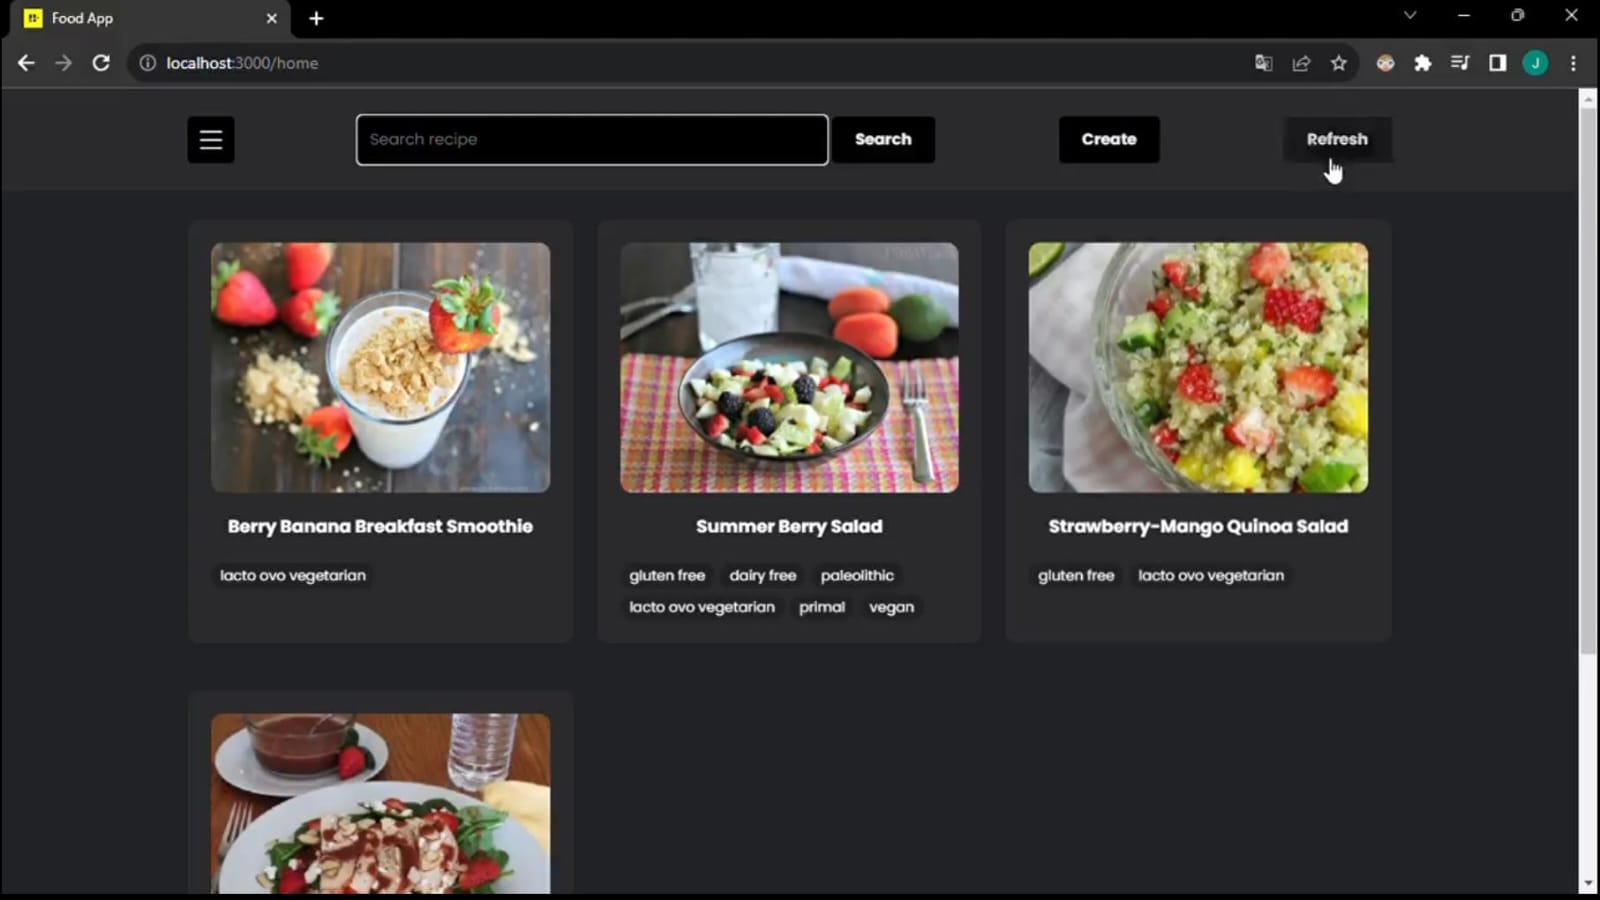 Food App
localhost:3000/home
J
Search recipe
Search
Create
Refresh
Berry Banana Breakfast Smoothie
Summer Berry Salad
Strawberry-Mango Quinoa Salad
lacto ovo vegetarian
gluten free dairy free paleolithic
lacto ovo vegetarian primal vegan
gluten free lacto ovo vegetarian